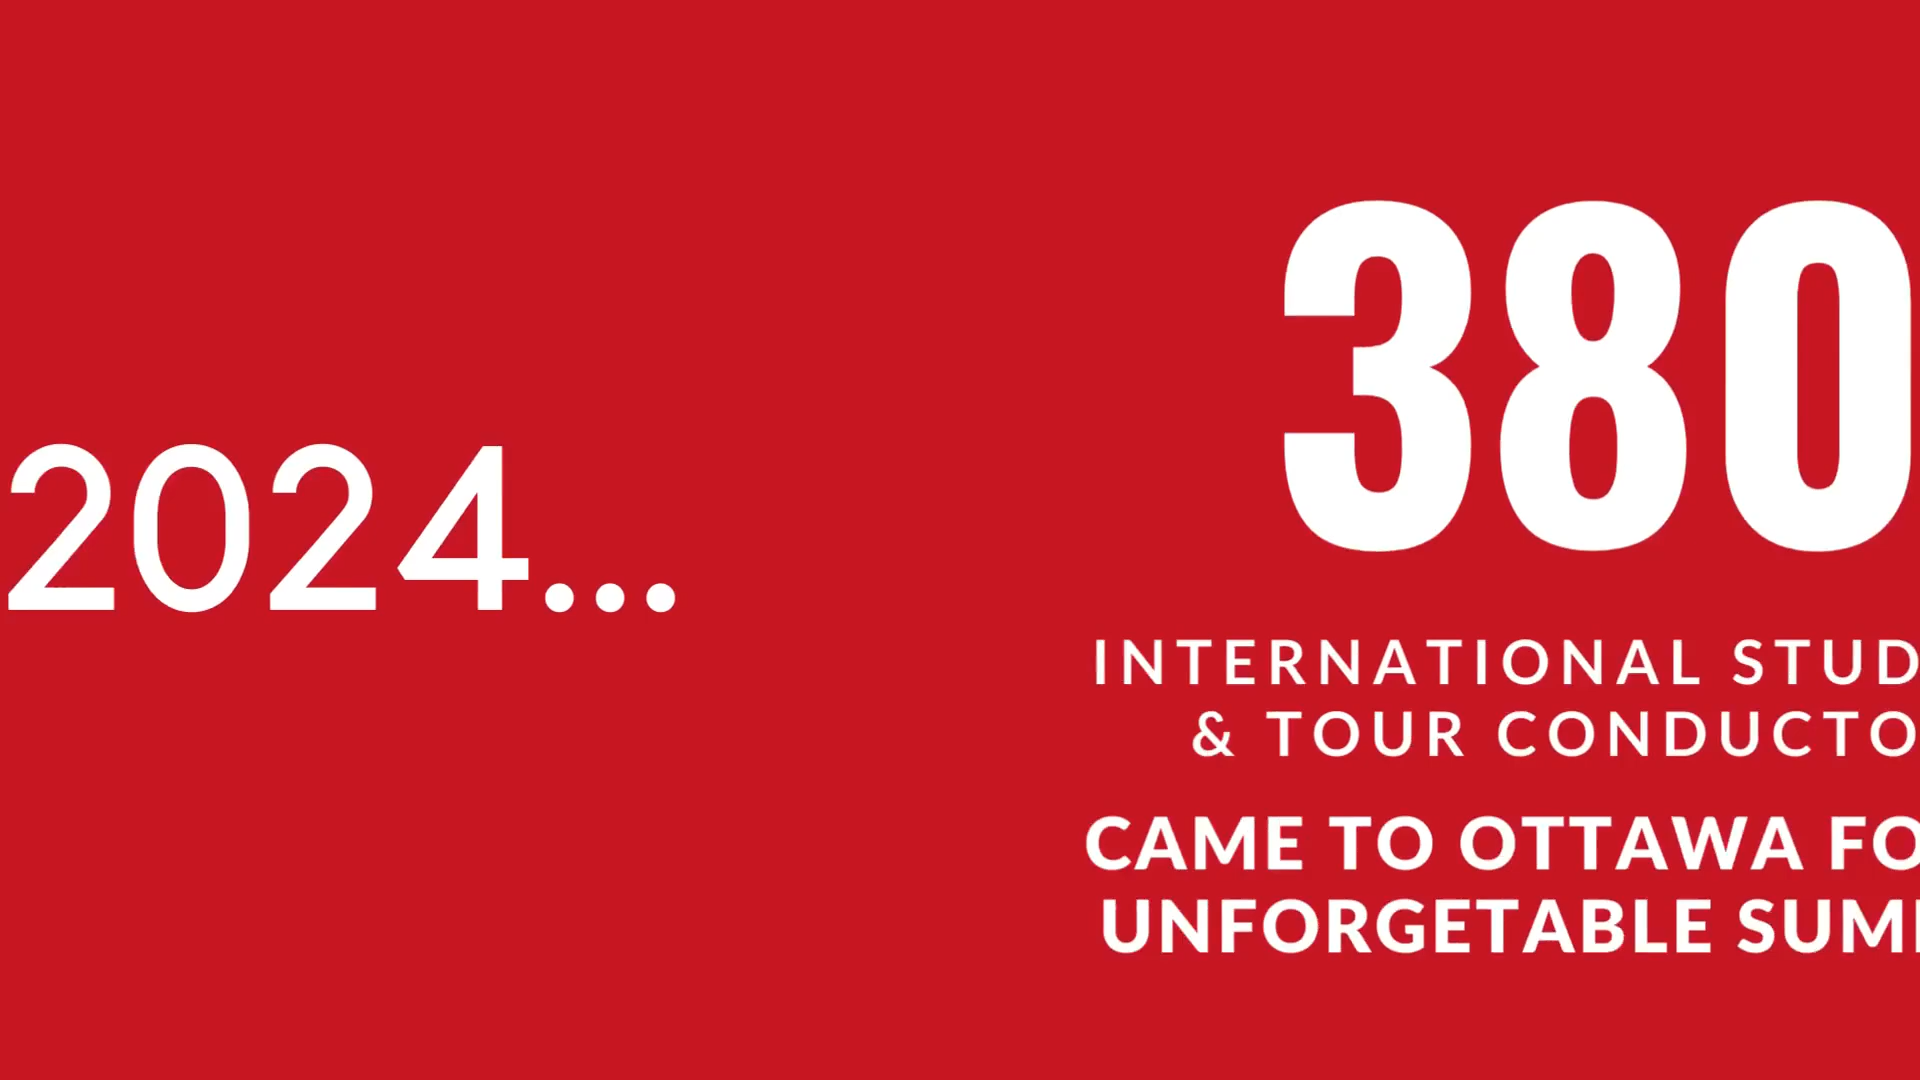 2024...
380
INTERNATIONAL STUD
& TOUR CONDUCTO
CAME TO OTTAWA FO
UNFORGETABLE SUM